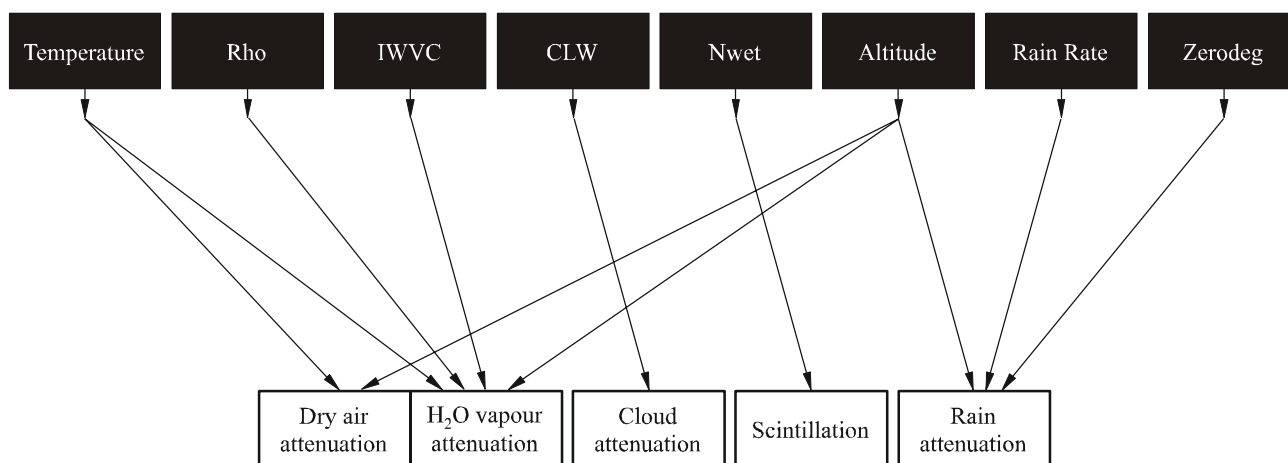 Temperature
Rho
IWVC
CLW
Nwet
Altitude
Rain Rate
Zerodeg
Dry air
attenuation
H₂O vapour
attenuation
Cloud
attenuation
Scintillation
Rain
attenuation